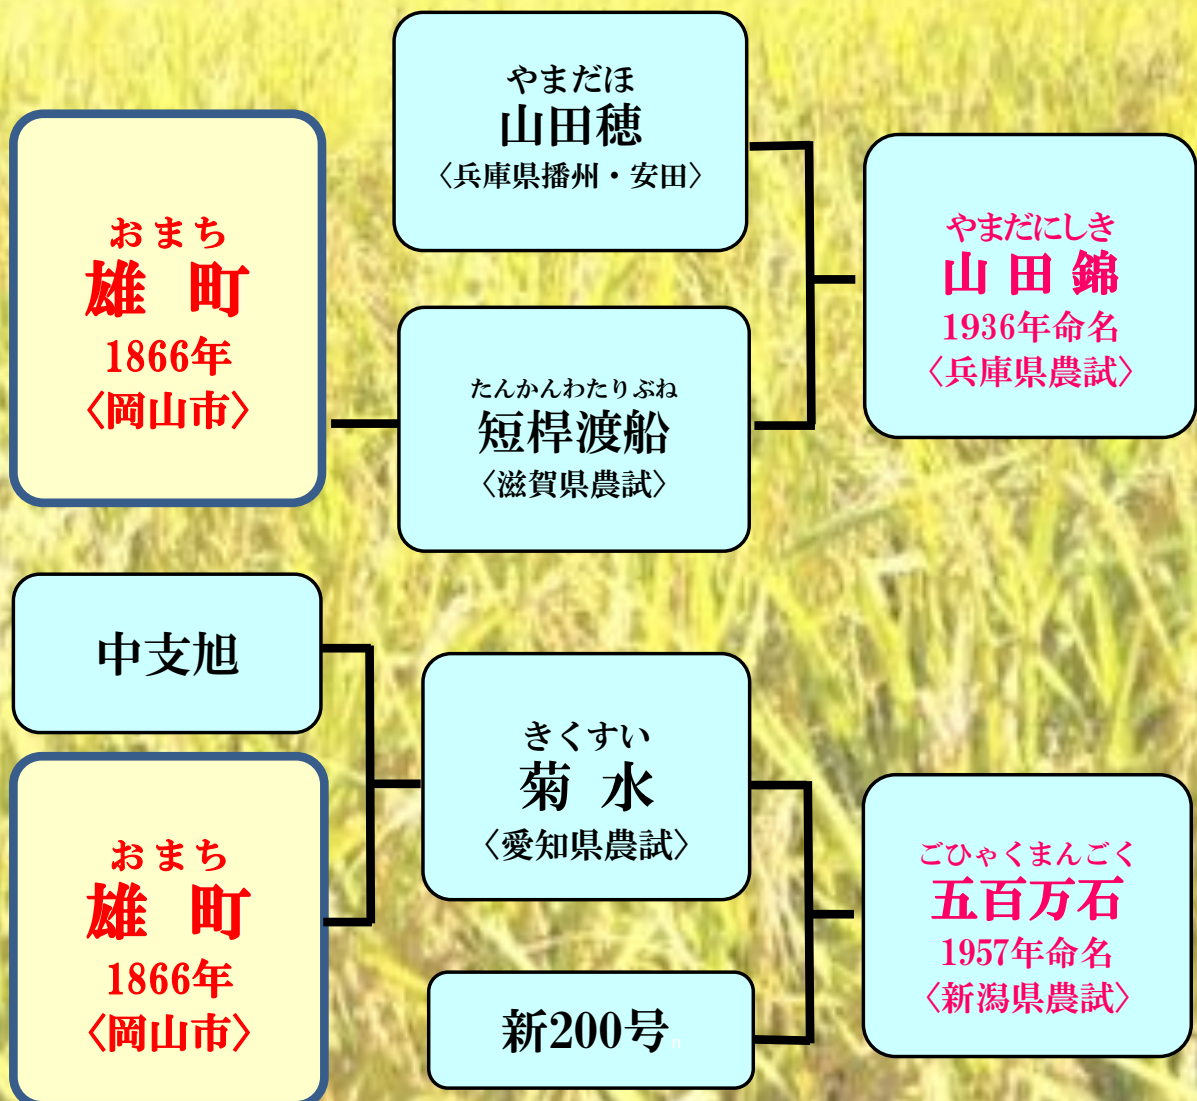 やまだほ
山田穂
〈兵庫県播州・安田〉
おまち
雄 町
1866年
〈岡山市〉
やまだにしき
山 田 錦
1936年命名
〈兵庫県農試〉
たんかんわたりぶね
短桿渡船
〈滋賀県農試〉
中支旭
きくすい
菊 水
〈愛知県農試〉
おまち
雄 町
1866年
〈岡山市〉
ごひゃくまんごく
五百万石
1957年命名
〈新潟県農試〉
新200号
n